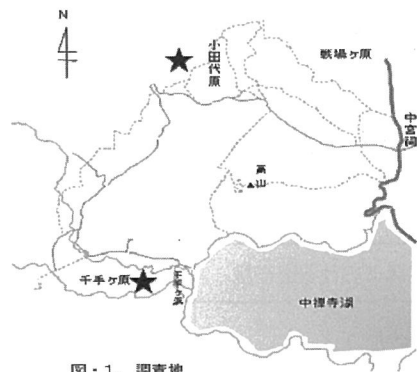 N
小田代原
戦場ヶ原
中宮祠
高山
千手ヶ原
千手ヶ浜
中禅寺湖
図・1. 調査地